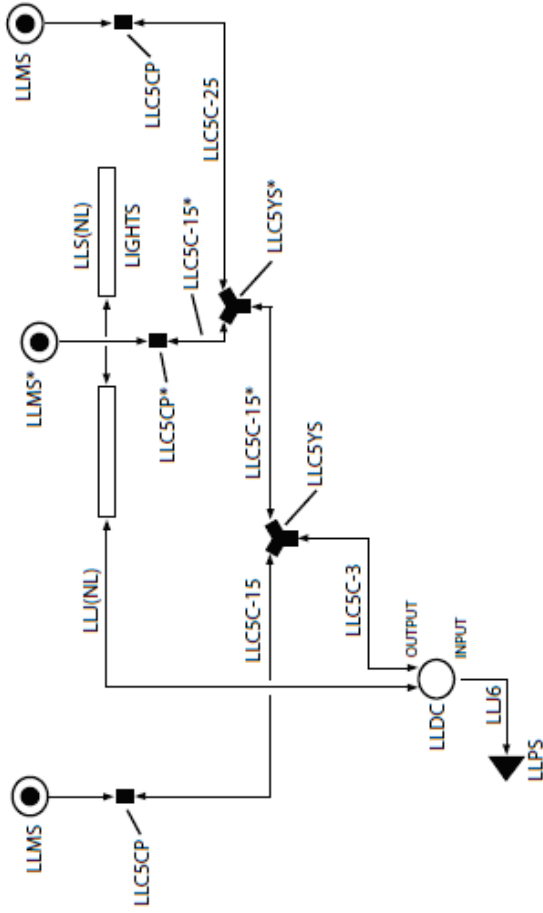 LLMS
LLC5CP
LLC5C-25
LLS(NL)
LIGHTS
LLC5C-15*
LLC5YS*
LLMS*
LLC5CP*
LLC5C-15*
LLC5YS
LLJ(NL)
LLC5C-15
LLC5C-3
OUTPUT
INPUT
LLDC
LLJ6
LLPS
LLMS
LLC5CP